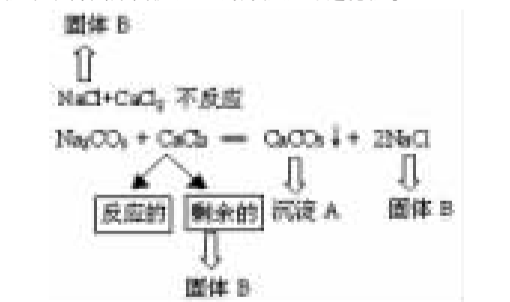 固体 B
NaCl+CaCl₂ 不反应
Na₂CO₃ + CaCl₂ = CaCO₃↓+ 2NaCl
反应的 剩余的 沉淀 A 固体 B
固体 B